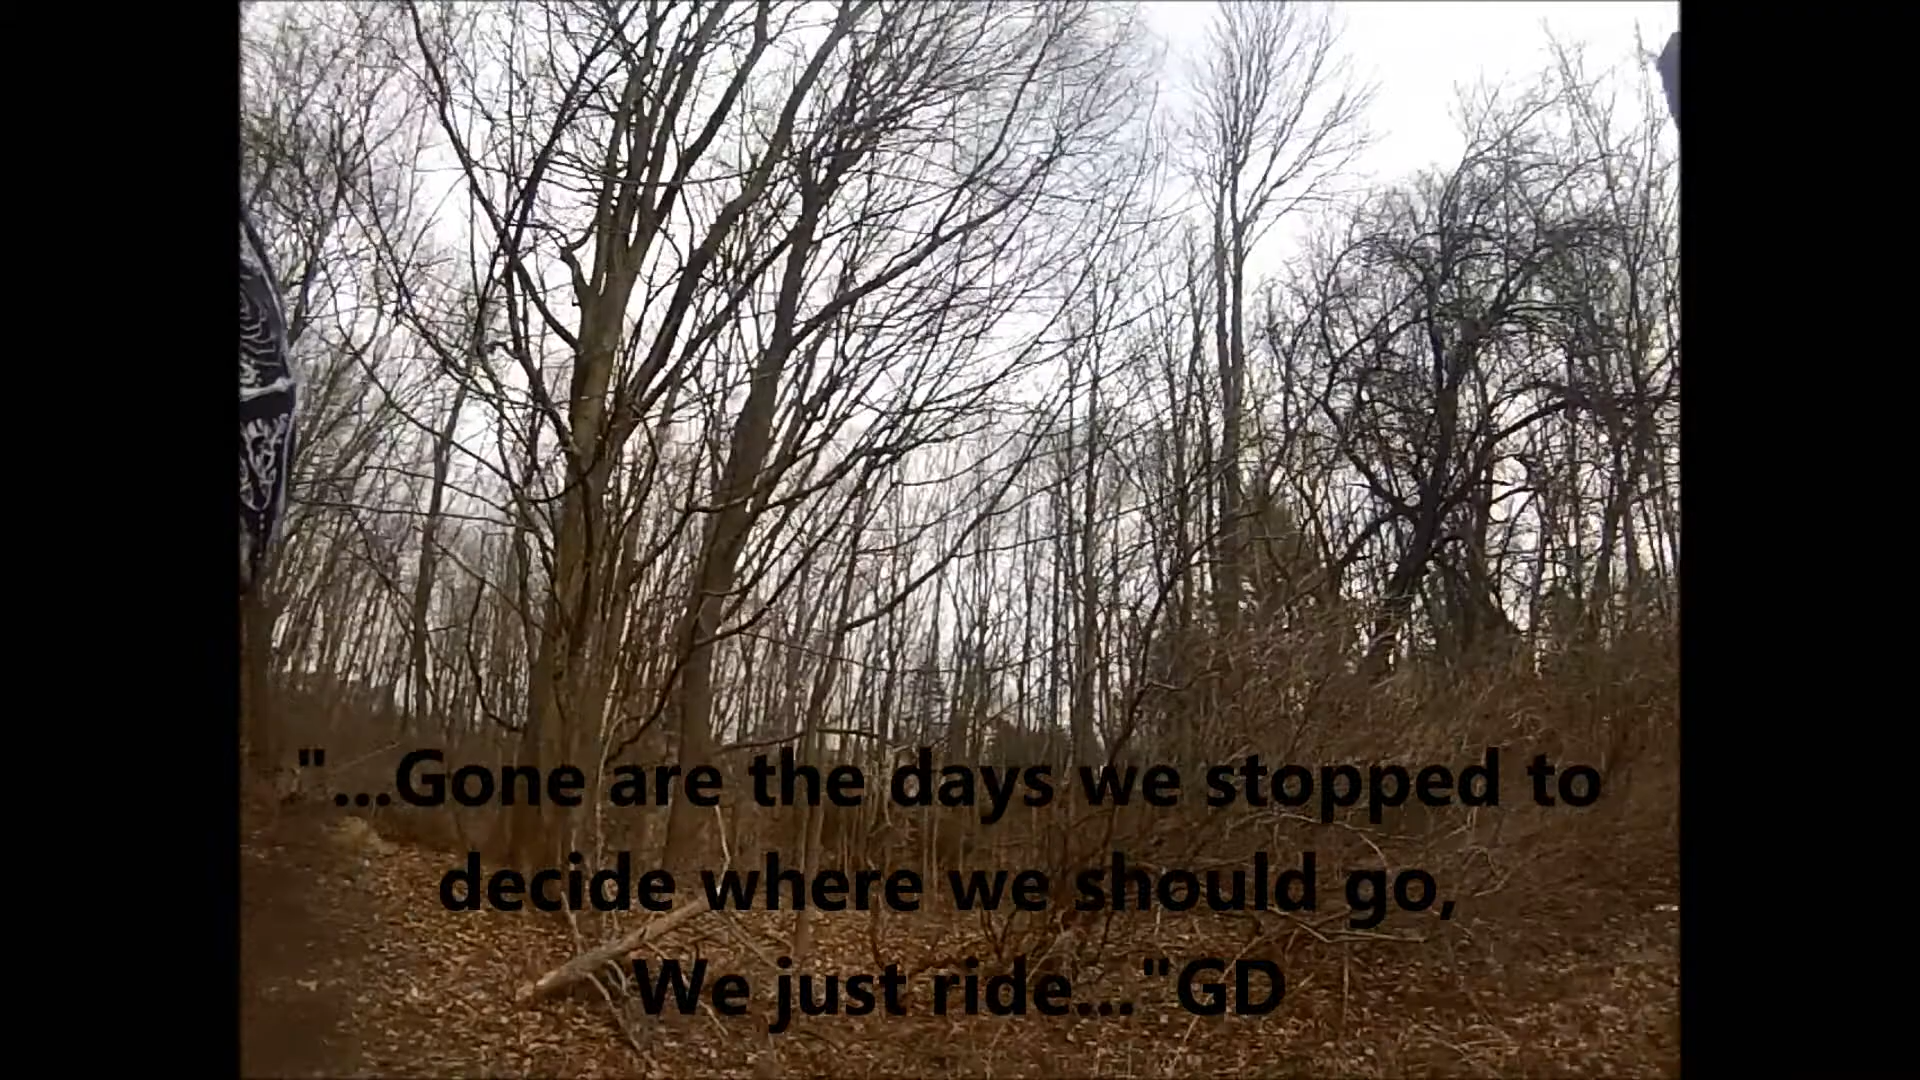 "...Gone are the days we stopped to
decide where we should go,
We just ride..."GD